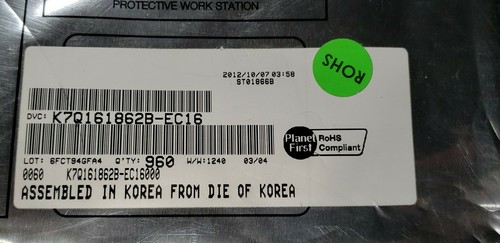 PROTECTIVE WORK STATION
2012/10/07 03:58
ST01866B
ROHS
DVC: K7Q161862B-EC16
Planet First
RoHS Compliant
LOT: 6FCT94GFA4 Q'TY: 960 W/W:1240 03/04
0060 K7Q161862B-EC16000
ASSEMBLED IN KOREA FROM DIE OF KOREA